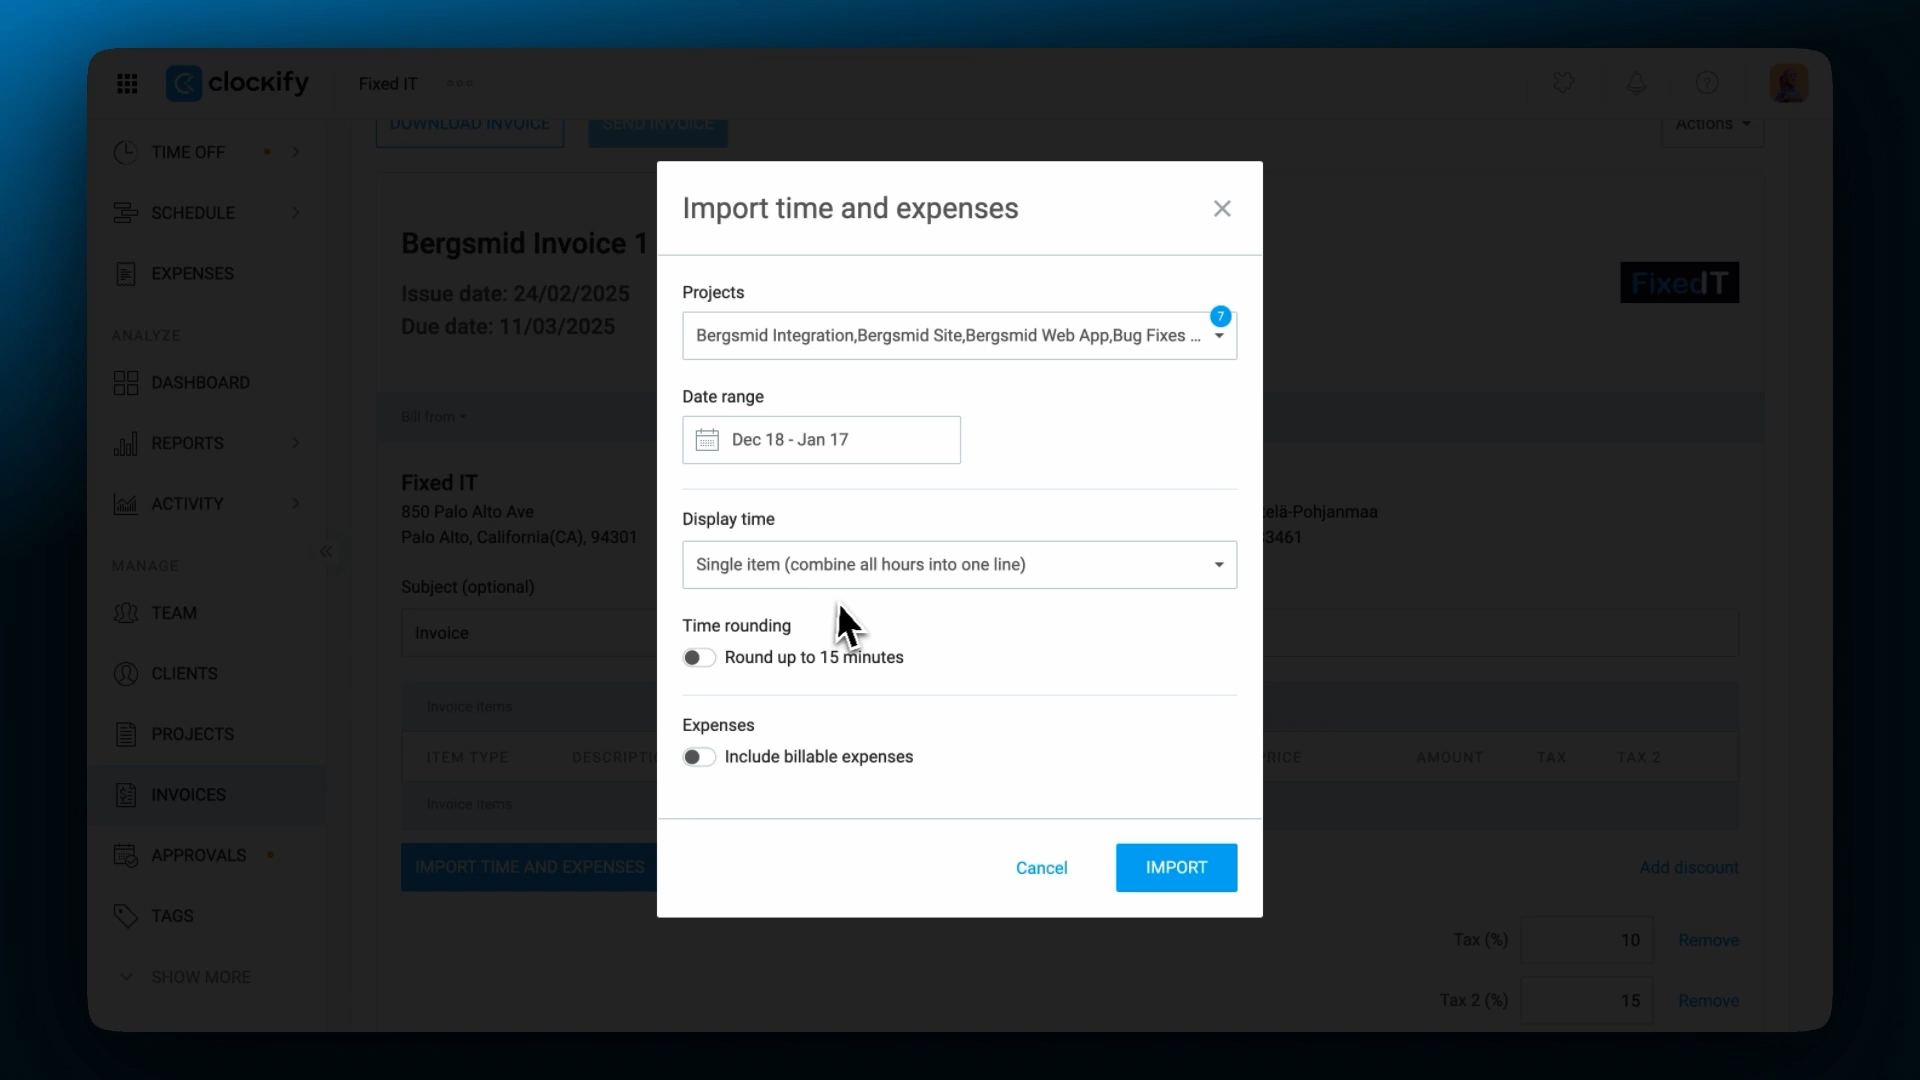 clockify
Fixed IT
TIME OFF
SCHEDULE
EXPENSES
ANALYZE
DASHBOARD
REPORTS
ACTIVITY
MANAGE
TEAM
CLIENTS
PROJECTS
INVOICES
APPROVALS
TAGS
SHOW MORE
DOWNLOAD INVOICE
SEND INVOICE
Actions
Bergsmid Invoice 1
Issue date: 24/02/2025
Due date: 11/03/2025
FixedIT
Bill from
Fixed IT
850 Palo Alto Ave
Palo Alto, California(CA), 94301
elä-Pohjanmaa
3461
Subject (optional)
Invoice
Invoice items
ITEM TYPE DESCRIPTI RICE AMOUNT TAX TAX 2
Invoice items
IMPORT TIME AND EXPENSES
Add discount
Tax (%) 10 Remove
Tax 2 (%) 15 Remove
Import time and expenses
Projects
7
Bergsmid Integration,Bergsmid Site,Bergsmid Web App,Bug Fixes ...
Date range
Dec 18 - Jan 17
Display time
Single item (combine all hours into one line)
Time rounding
Round up to 15 minutes
Expenses
Include billable expenses
Cancel
IMPORT